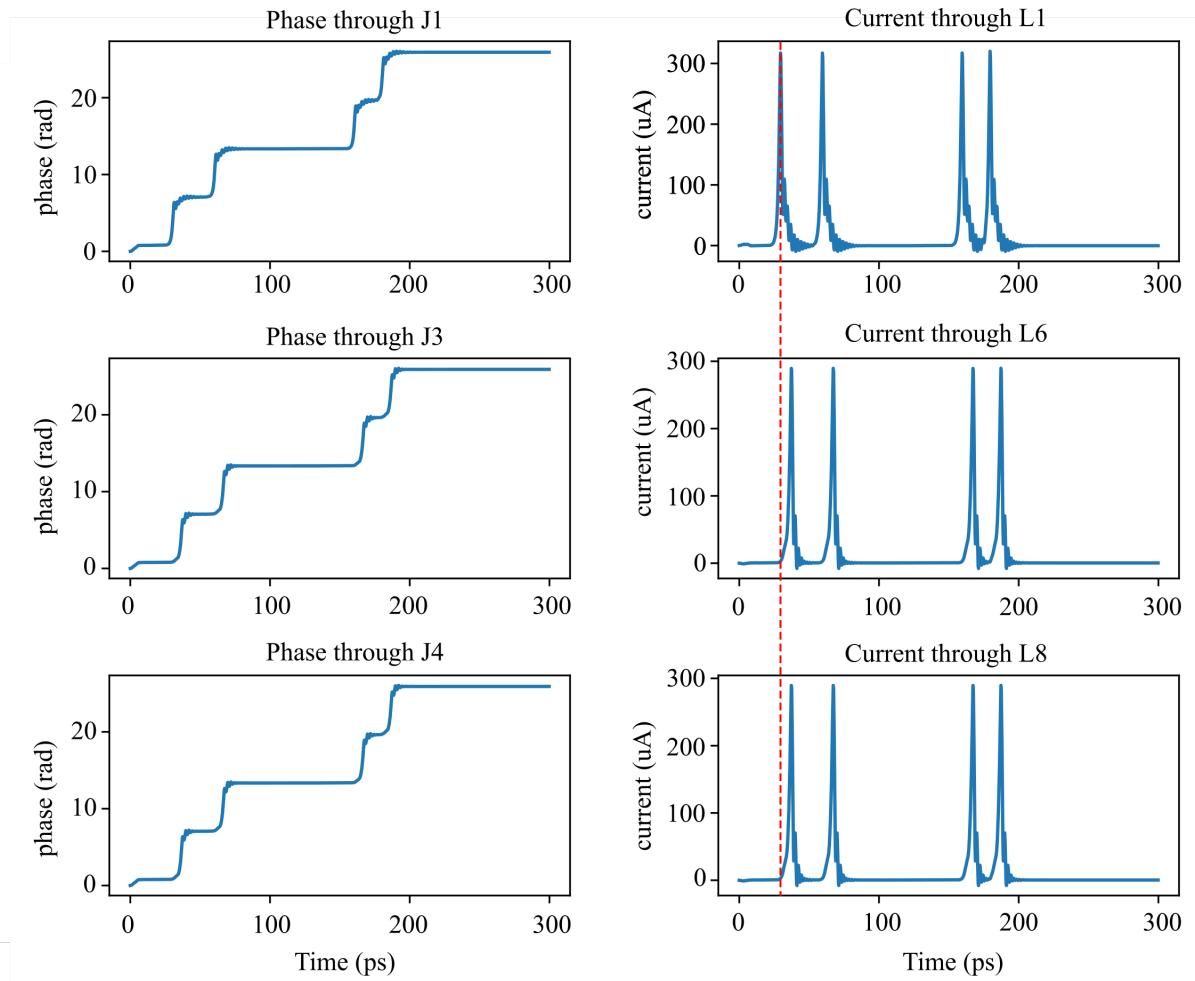 Phase through J1
phase (rad)
20
10
0
0 100 200 300
Current through L1
current (uA)
300
200
100
0
0 100 200 300
Phase through J3
phase (rad)
20
10
0
0 100 200 300
Current through L6
current (uA)
300
200
100
0
0 100 200 300
Phase through J4
phase (rad)
20
10
0
0 100 200 300
Time (ps)
Current through L8
current (uA)
300
200
100
0
0 100 200 300
Time (ps)